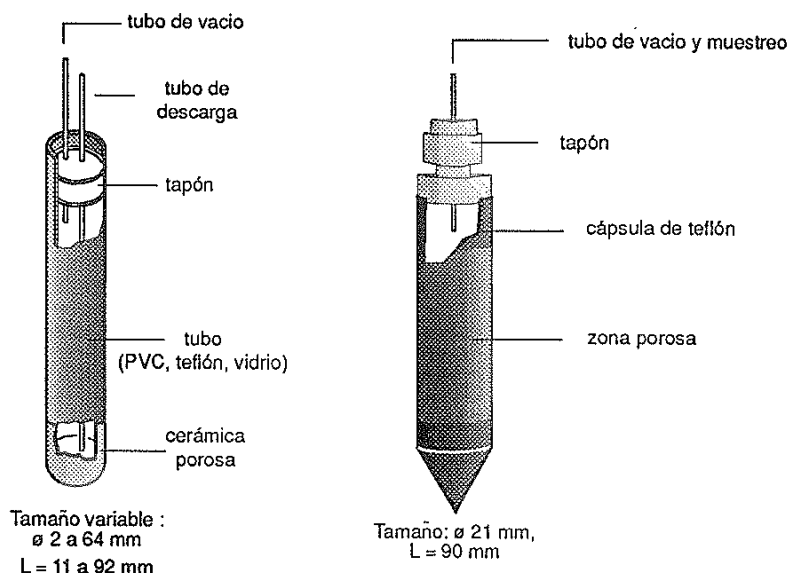 tubo de vacio
tubo de
descarga
tapón
tubo
(PVC, teflón, vidrio)
cerámica
porosa
Tamaño variable :
ø 2 a 64 mm
L = 11 a 92 mm
tubo de vacio y muestreo
tapón
cápsula de teflón
zona porosa
Tamaño: ø 21 mm,
L = 90 mm